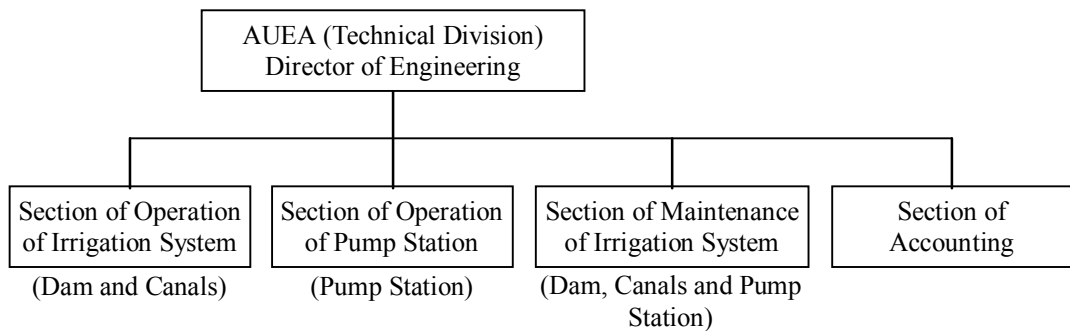 AUEA (Technical Division)
Director of Engineering
Section of Operation
of Irrigation System
(Dam and Canals)
Section of Operation
of Pump Station
(Pump Station)
Section of Maintenance
of Irrigation System
(Dam, Canals and Pump
Station)
Section of
Accounting